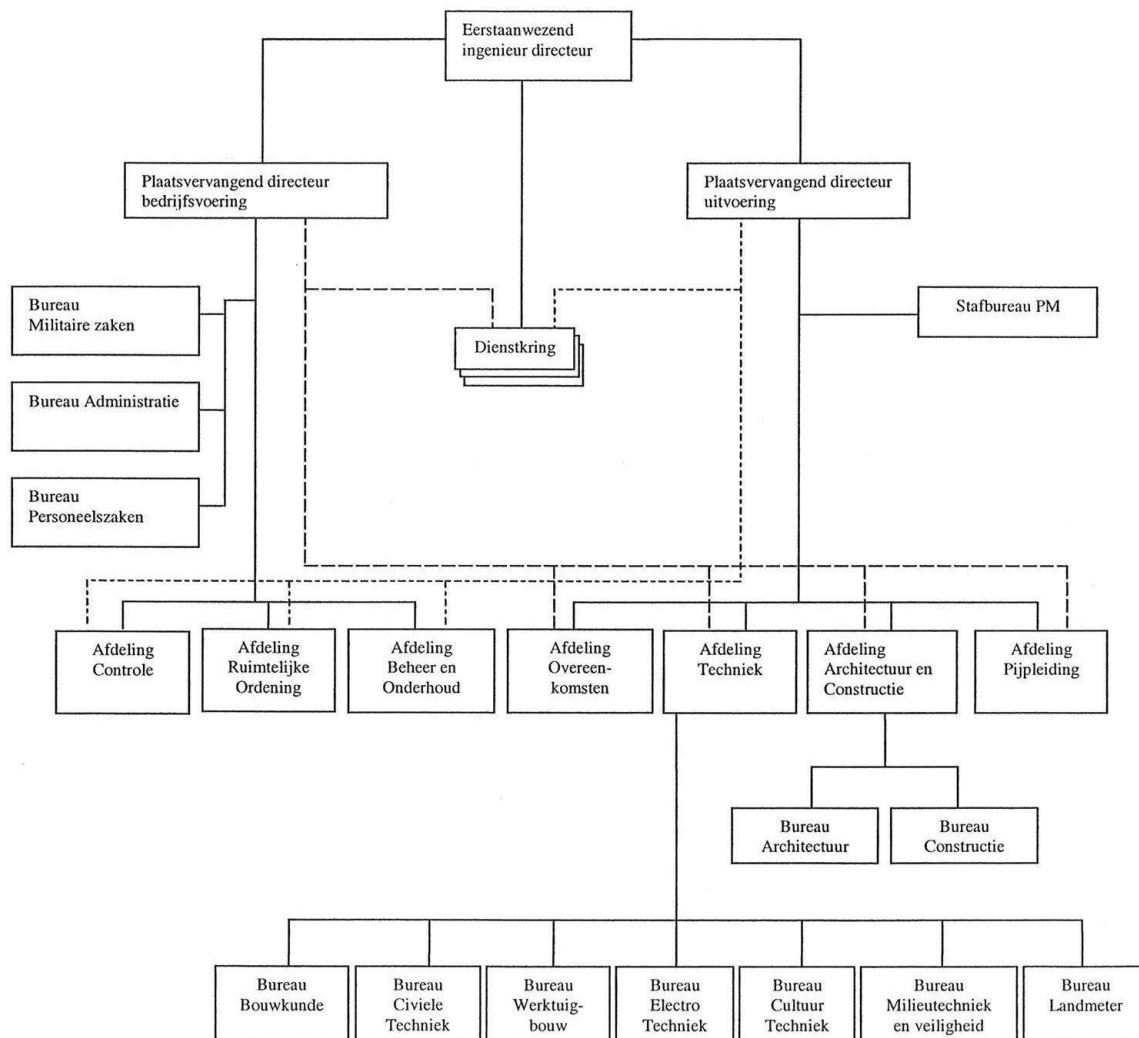 Eerstaanwezend
ingenieur directeur
Plaatsvervangend directeur
bedrijfsvoering
Plaatsvervangend directeur
uitvoering
Bureau
Militaire zaken
Stafbureau PM
Dienstkring
Bureau Administratie
Bureau
Personeelszaken
Afdeling
Controle
Afdeling
Ruimtelijke
Ordening
Afdeling
Beheer en
Onderhoud
Afdeling
Overeen-
komsten
Afdeling
Techniek
Afdeling
Architectuur en
Constructie
Afdeling
Pijpleiding
Bureau
Architectuur
Bureau
Constructie
Bureau
Bouwkunde
Bureau
Civiele
Techniek
Bureau
Werktuig-
bouw
Bureau
Electro
Techniek
Bureau
Cultuur
Techniek
Bureau
Milieutechniek
en veiligheid
Bureau
Landmeter